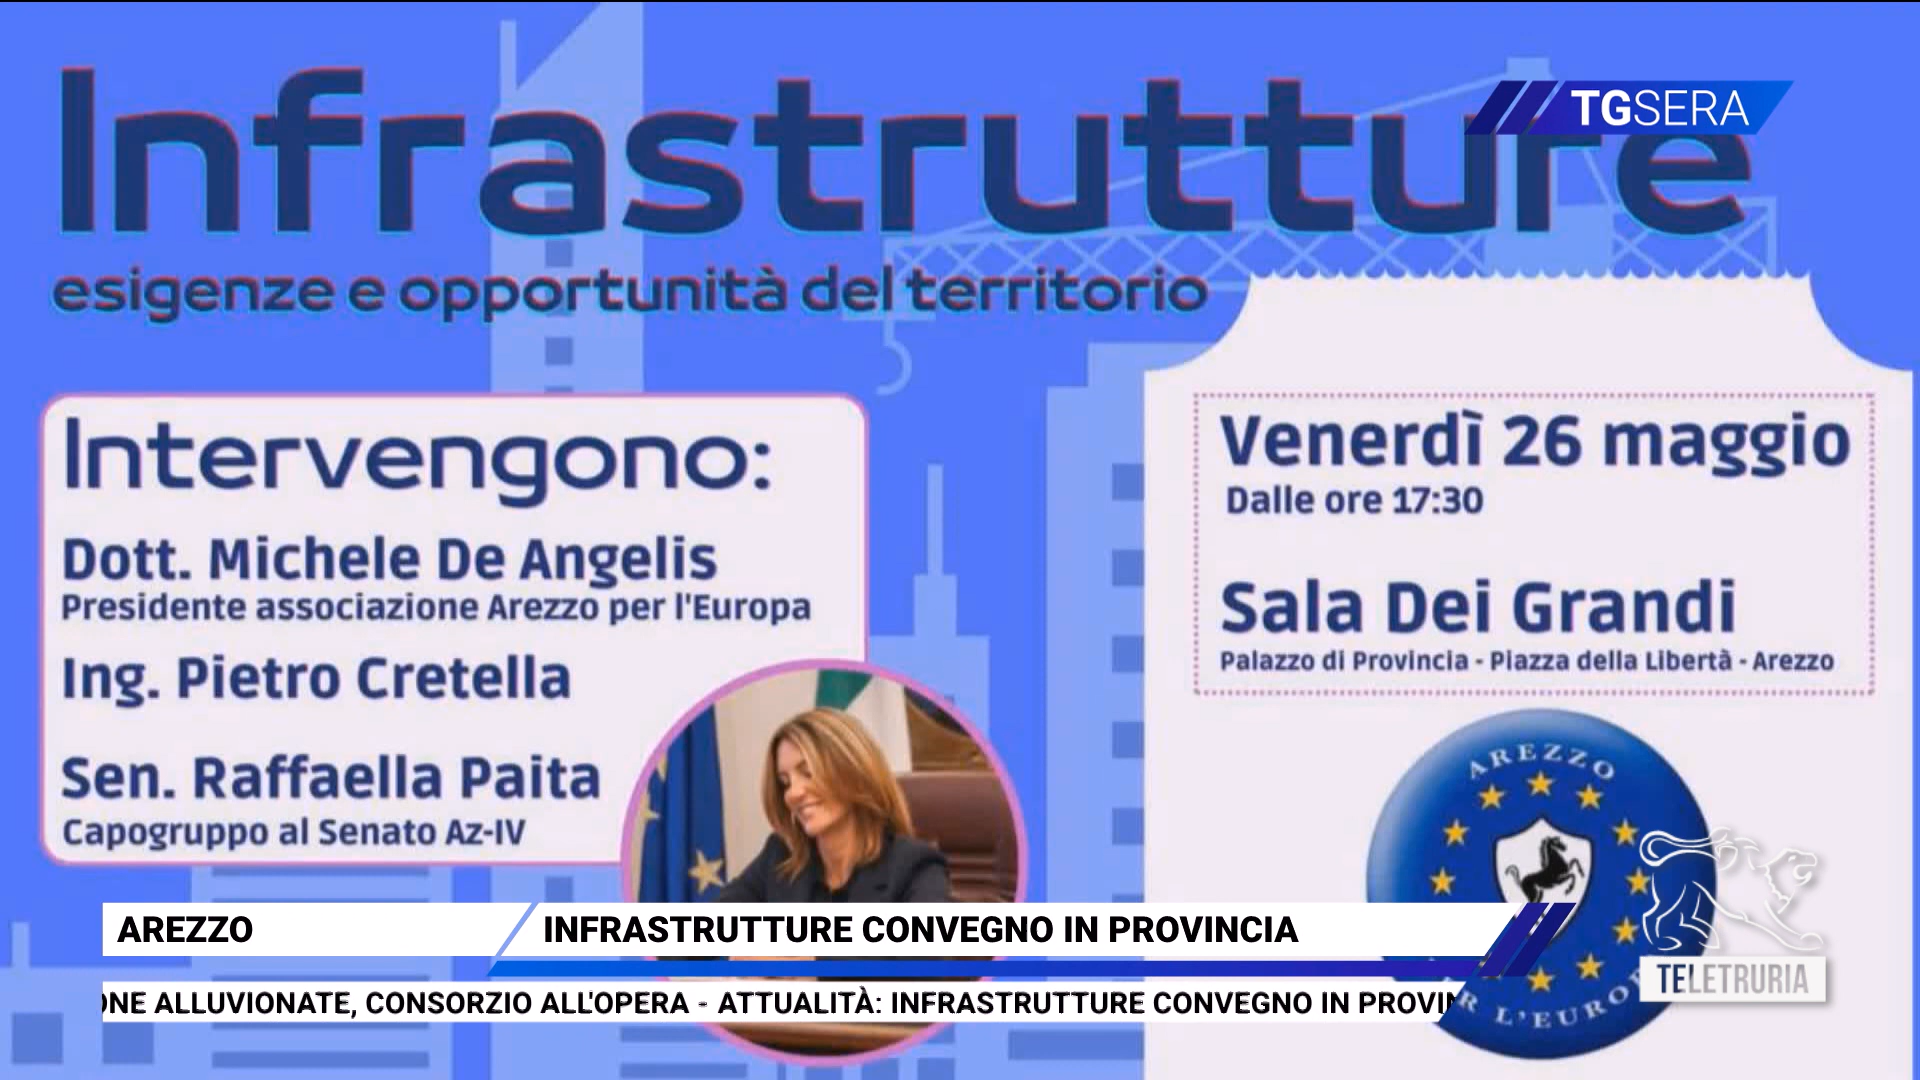 Infrastrutture
TGSERA
esigenze e opportunità del territorio
Intervengono:
Dott. Michele De Angelis
Presidente associazione Arezzo per l'Europa
Ing. Pietro Cretella
Sen. Raffaella Paita
Capogruppo al Senato Az-IV
Venerdì 26 maggio
Dalle ore 17:30
Sala Dei Grandi
Palazzo di Provincia - Piazza della Libertà - Arezzo
AREZZO
R L'EURO
TELETRURIA
AREZZO
INFRASTRUTTURE CONVEGNO IN PROVINCIA
ONE ALLUVIONATE, CONSORZIO ALL'OPERA - ATTUALITÀ: INFRASTRUTTURE CONVEGNO IN PROVIN